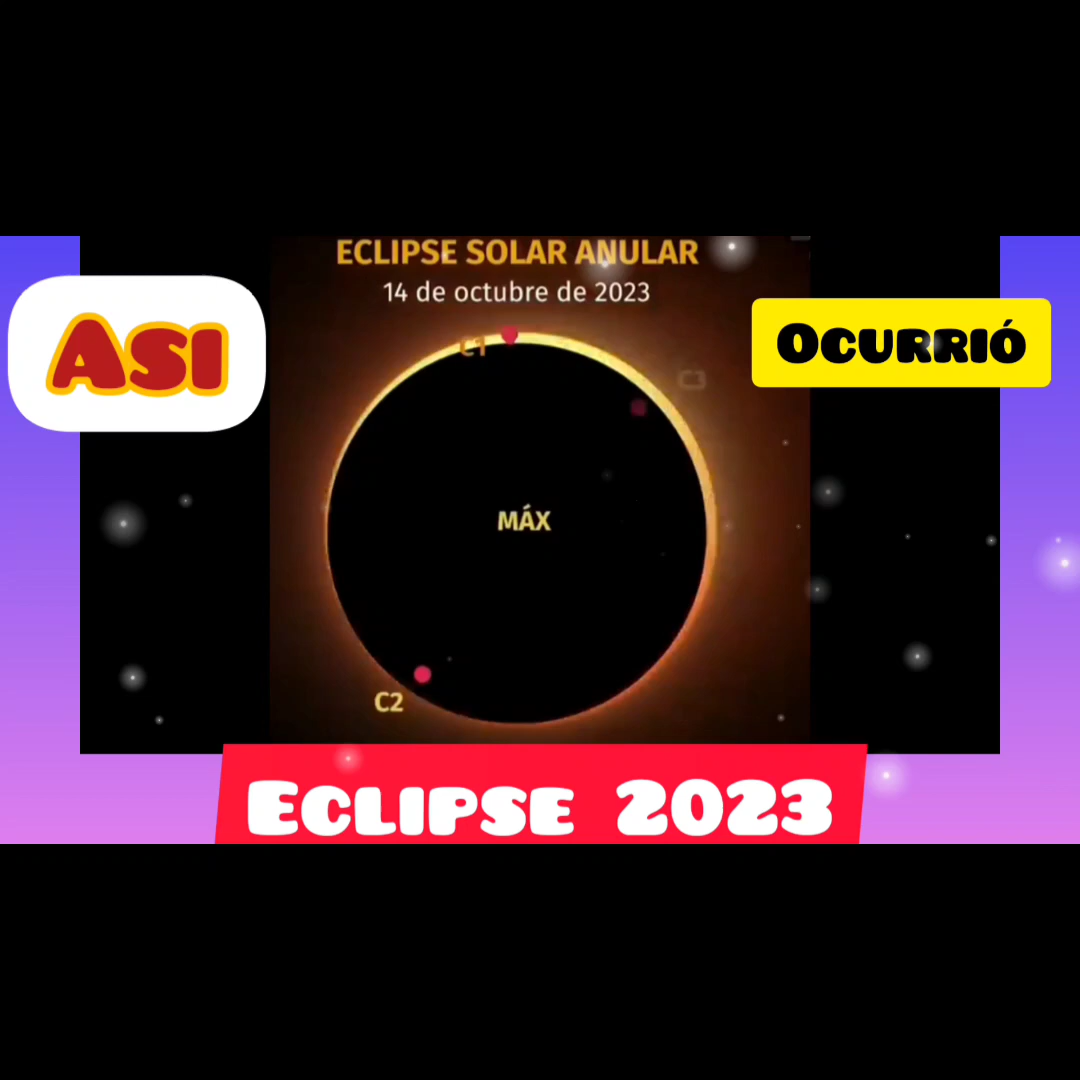 ECLIPSE SOLAR ANULAR
14 de octubre de 2023
ASI
OCURRIÓ
C1
C3
MÁX
C2
ECLIPSE 2023